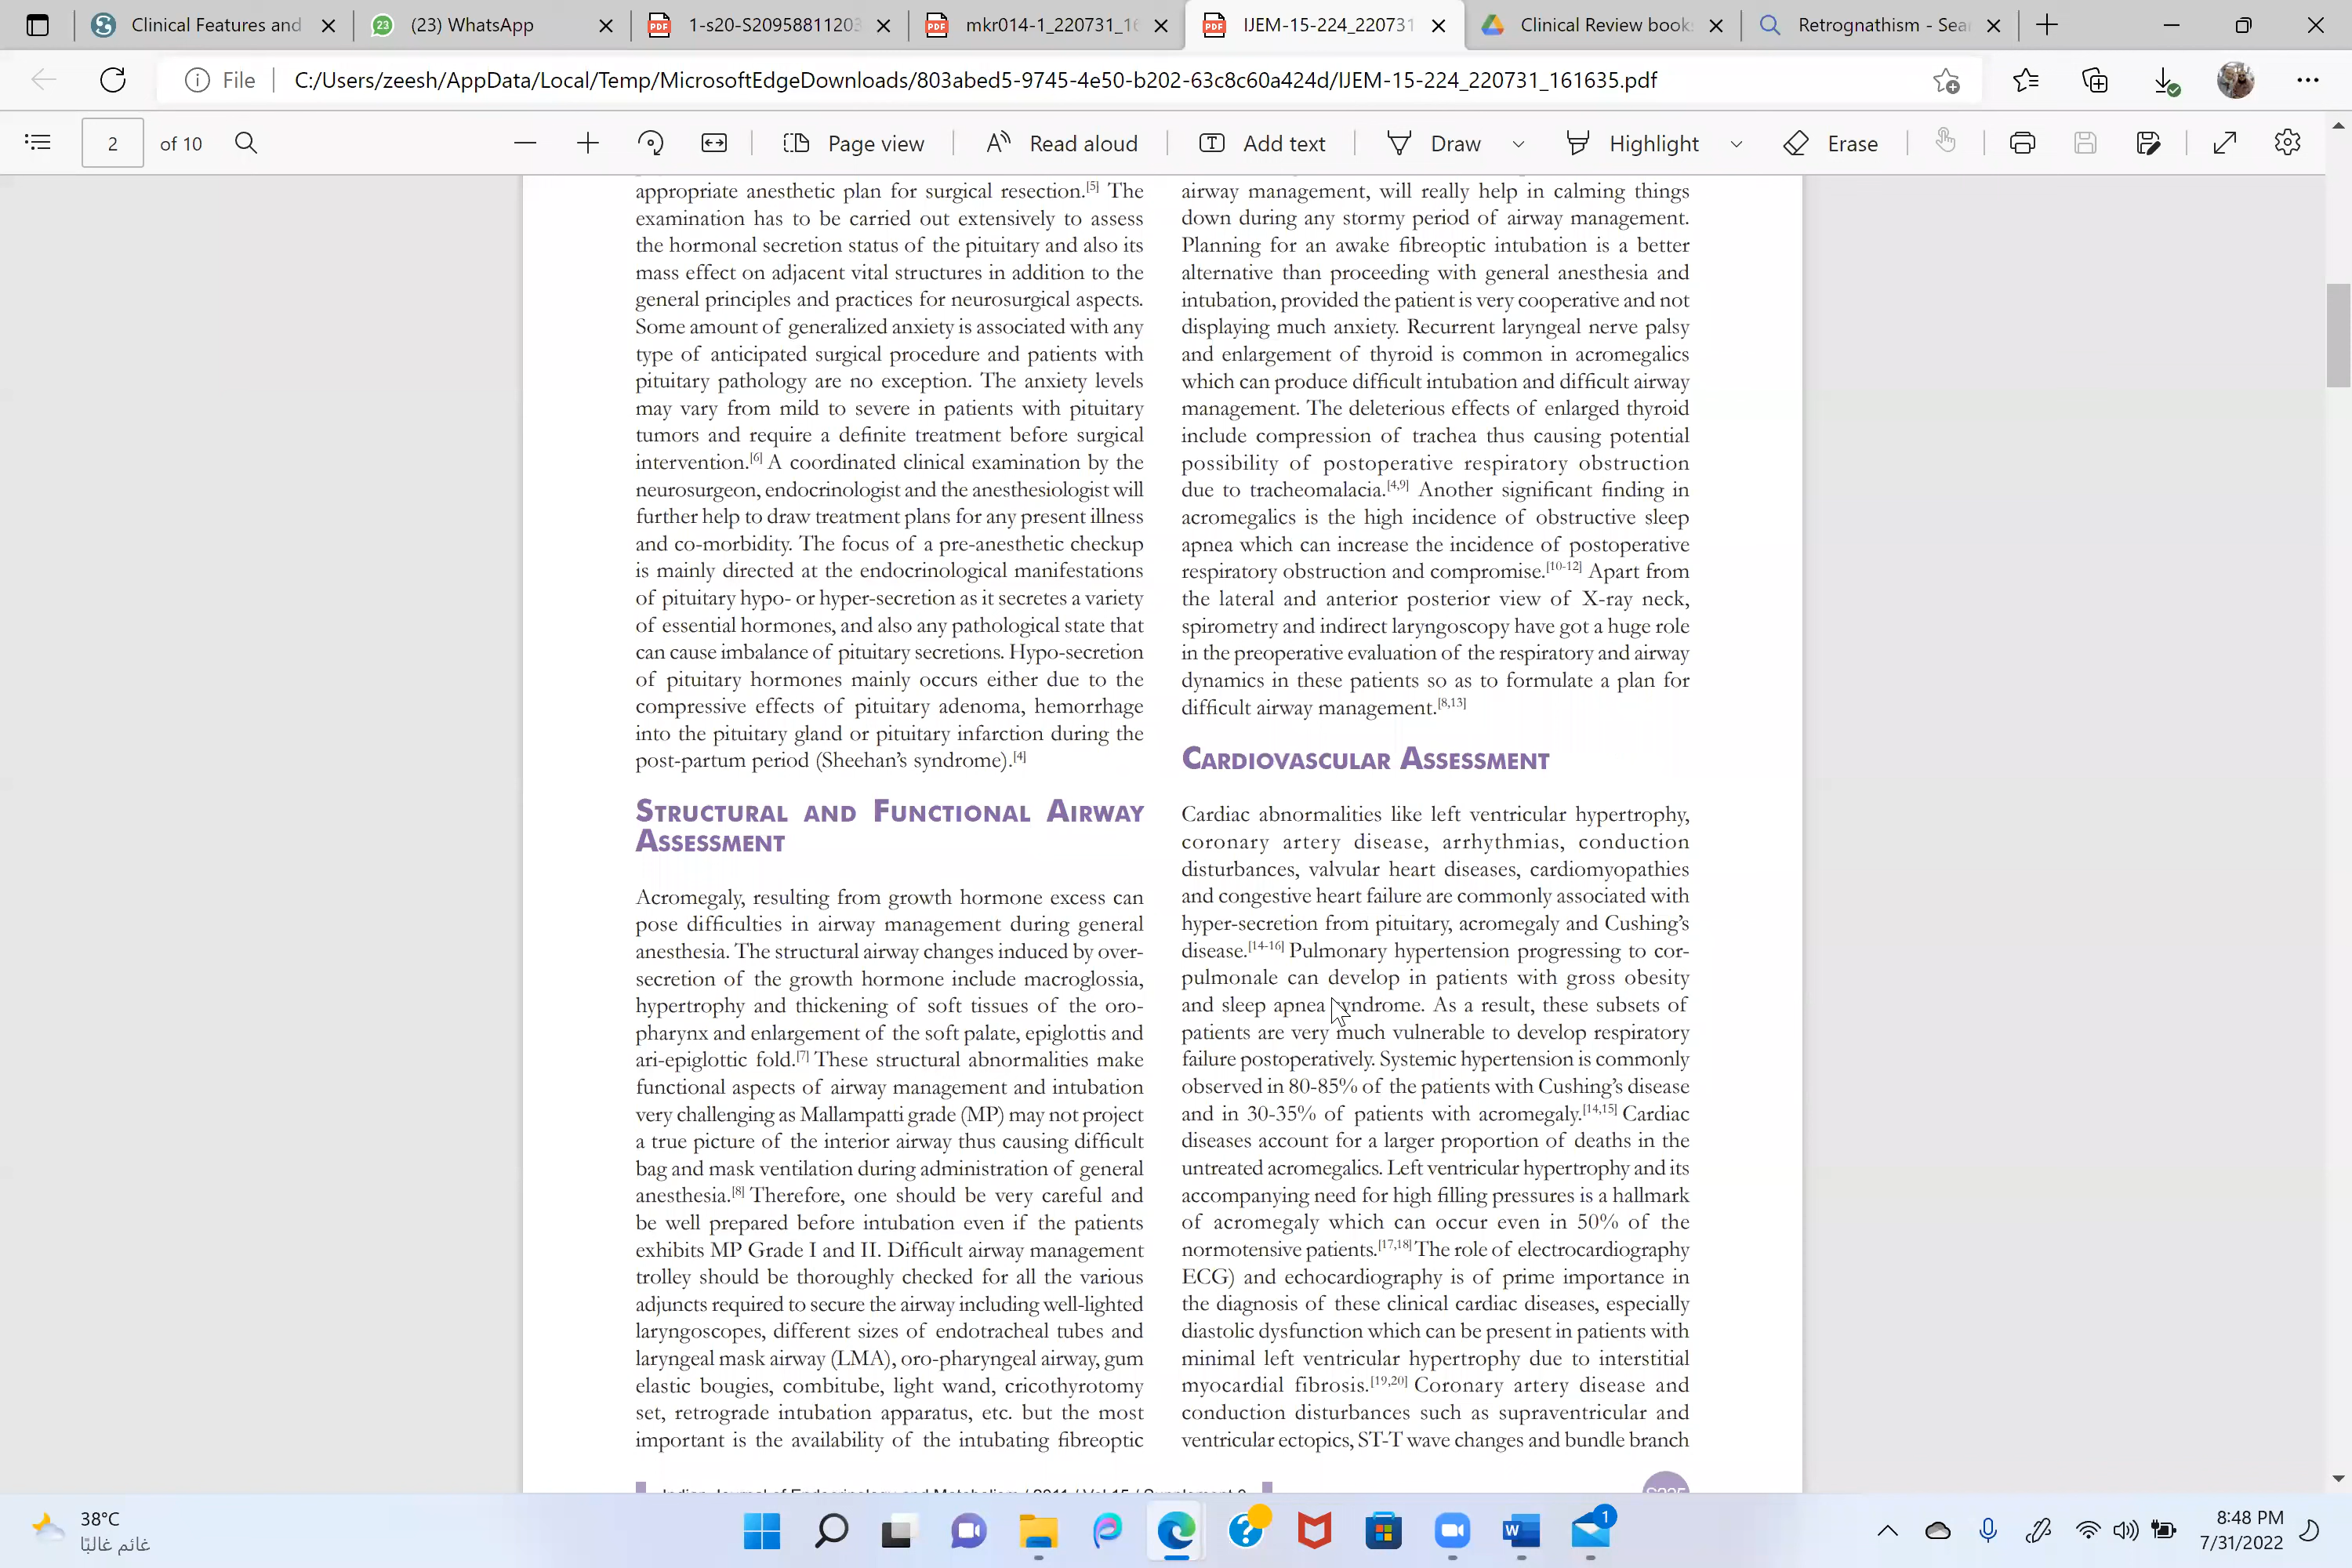 Clinical Features and
(23) WhatsApp
1-s20-S2095881120
mkr014-1_220731_16
IJEM-15-224_220731
Clinical Review book
Retrognathism - Sea
File
C:/Users/zeesh/AppData/Local/Temp/MicrosoftEdgeDownloads/803abed5-9745-4e50-b202-63c8c60a424d/IJEM-15-224_220731_161635.pdf
2 of 10
Page view
Read aloud
Add text
Draw
Highlight
Erase
appropriate anesthetic plan for surgical resection.[5] The
examination has to be carried out extensively to assess
the hormonal secretion status of the pituitary and also its
mass effect on adjacent vital structures in addition to the
general principles and practices for neurosurgical aspects.
Some amount of generalized anxiety is associated with any
type of anticipated surgical procedure and patients with
pituitary pathology are no exception. The anxiety levels
may vary from mild to severe in patients with pituitary
tumors and require a definite treatment before surgical
intervention.[6] A coordinated clinical examination by the
neurosurgeon, endocrinologist and the anesthesiologist will
further help to draw treatment plans for any present illness
and co-morbidity. The focus of a pre-anesthetic checkup
is mainly directed at the endocrinological manifestations
of pituitary hypo- or hyper-secretion as it secretes a variety
of essential hormones, and also any pathological state that
can cause imbalance of pituitary secretions. Hypo-secretion
of pituitary hormones mainly occurs either due to the
compressive effects of pituitary adenoma, hemorrhage
into the pituitary gland or pituitary infarction during the
post-partum period (Sheehan's syndrome).[4]
Structural and Functional Airway
Assessment
Acromegaly, resulting from growth hormone excess can
pose difficulties in airway management during general
anesthesia. The structural airway changes induced by over-
secretion of the growth hormone include macroglossia,
hypertrophy and thickening of soft tissues of the oro-
pharynx and enlargement of the soft palate, epiglottis and
ari-epiglottic fold.[7] These structural abnormalities make
functional aspects of airway management and intubation
very challenging as Mallampatti grade (MP) may not project
a true picture of the interior airway thus causing difficult
bag and mask ventilation during administration of general
anesthesia.[8] Therefore, one should be very careful and
be well prepared before intubation even if the patients
exhibits MP Grade I and II. Difficult airway management
trolley should be thoroughly checked for all the various
adjuncts required to secure the airway including well-lighted
laryngoscopes, different sizes of endotracheal tubes and
laryngeal mask airway (LMA), oro-pharyngeal airway, gum
elastic bougies, combitube, light wand, cricothyrotomy
set, retrograde intubation apparatus, etc. but the most
important is the availability of the intubating fibreoptic
airway management, will really help in calming things
down during any stormy period of airway management.
Planning for an awake fibreoptic intubation is a better
alternative than proceeding with general anesthesia and
intubation, provided the patient is very cooperative and not
displaying much anxiety. Recurrent laryngeal nerve palsy
and enlargement of thyroid is common in acromegalics
which can produce difficult intubation and difficult airway
management. The deleterious effects of enlarged thyroid
include compression of trachea thus causing potential
possibility of postoperative respiratory obstruction
due to tracheomalacia.[4,9] Another significant finding in
acromegalics is the high incidence of obstructive sleep
apnea which can increase the incidence of postoperative
respiratory obstruction and compromise.[10-12] Apart from
the lateral and anterior posterior view of X-ray neck,
spirometry and indirect laryngoscopy have got a huge role
in the preoperative evaluation of the respiratory and airway
dynamics in these patients so as to formulate a plan for
difficult airway management.[8,13]
Cardiovascular Assessment
Cardiac abnormalities like left ventricular hypertrophy,
coronary artery disease, arrhythmias, conduction
disturbances, valvular heart diseases, cardiomyopathies
and congestive heart failure are commonly associated with
hyper-secretion from pituitary, acromegaly and Cushing's
disease.[14-16] Pulmonary hypertension progressing to cor-
pulmonale can develop in patients with gross obesity
and sleep apnea syndrome. As a result, these subsets of
patients are very much vulnerable to develop respiratory
failure postoperatively. Systemic hypertension is commonly
observed in 80-85% of the patients with Cushing's disease
and in 30-35% of patients with acromegaly.[14,15] Cardiac
diseases account for a larger proportion of deaths in the
untreated acromegalics. Left ventricular hypertrophy and its
accompanying need for high filling pressures is a hallmark
of acromegaly which can occur even in 50% of the
normotensive patients.[17,18] The role of electrocardiography
ECG) and echocardiography is of prime importance in
the diagnosis of these clinical cardiac diseases, especially
diastolic dysfunction which can be present in patients with
minimal left ventricular hypertrophy due to interstitial
myocardial fibrosis.[19,20] Coronary artery disease and
conduction disturbances such as supraventricular and
ventricular ectopics, ST-T wave changes and bundle branch
Indian Journal of Endocrinology and Metabolism / 2011 / Vol 15 / Supplement 3
38°C
غائم غالبًا
8:48 PM
7/31/2022